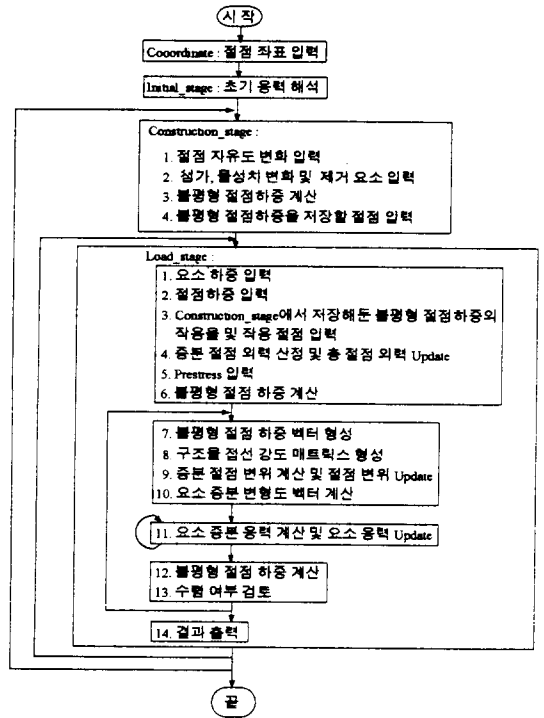 시 작
Cooordinate : 절점 좌표 입력
Initial_stage : 초기 응력 해석
Construction_stage :
1. 절점 자유도 변화 입력
2. 첨가, 물성치 변화 및 제거 요소 입력
3. 불평형 절점하중 계산
4. 불평형 절점하중을 저장할 절점 입력
Load_stage :
1. 요소 하중 입력
2. 절점하중 입력
3. Construction_stage에서 저장해둔 불평형 절점하중의
작용율 및 작용 절점 입력
4. 증분 절점 외력 산정 및 총 절점 외력 Update
5. Prestress 입력
6. 불평형 절점 하중 계산
7. 불평형 절점 하중 벡터 형성
8. 구조물 접선 강도 매트릭스 형성
9. 증분 절점 변위 계산 및 절점 변위 Update
10. 요소 증분 변형도 벡터 계산
11. 요소 증분 응력 계산 및 요소 응력 Update
12. 불평형 절점 하중 계산
13. 수렴 여부 검토
14. 결과 출력
끝